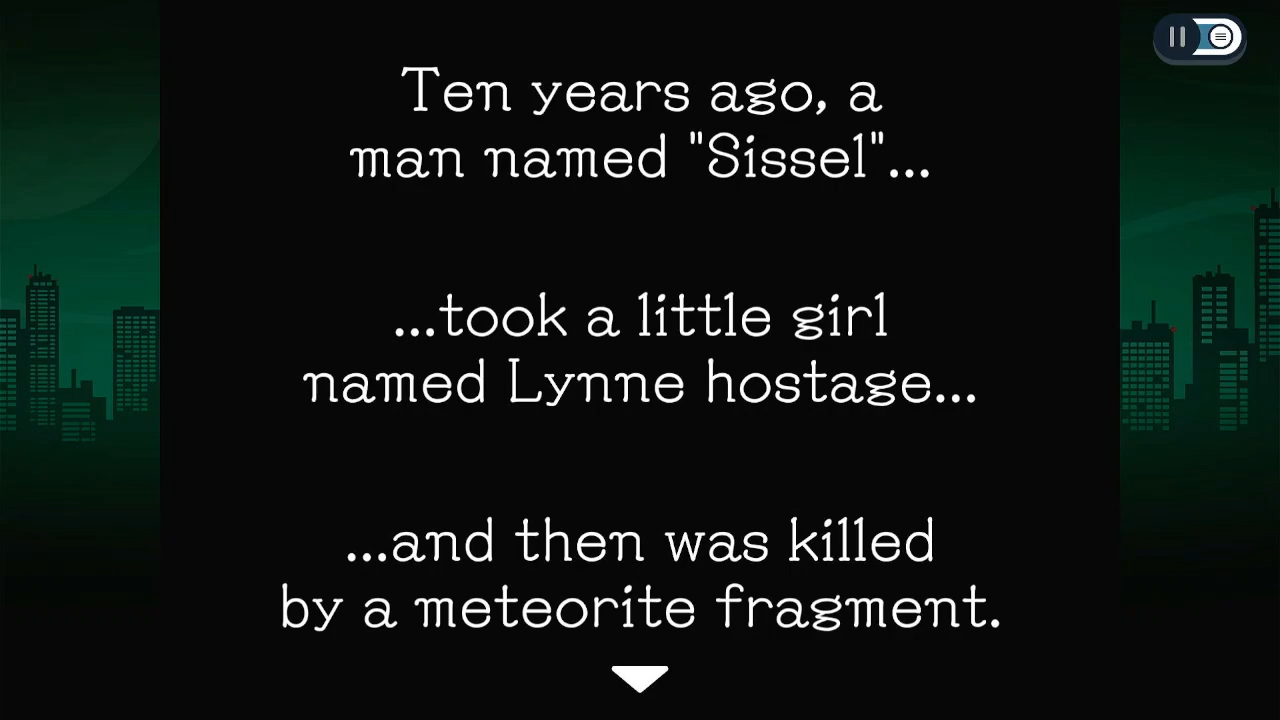 Ten years ago, a
man named "Sissel"...
...took a little girl
named Lynne hostage...
...and then was killed
by a meteorite fragment.